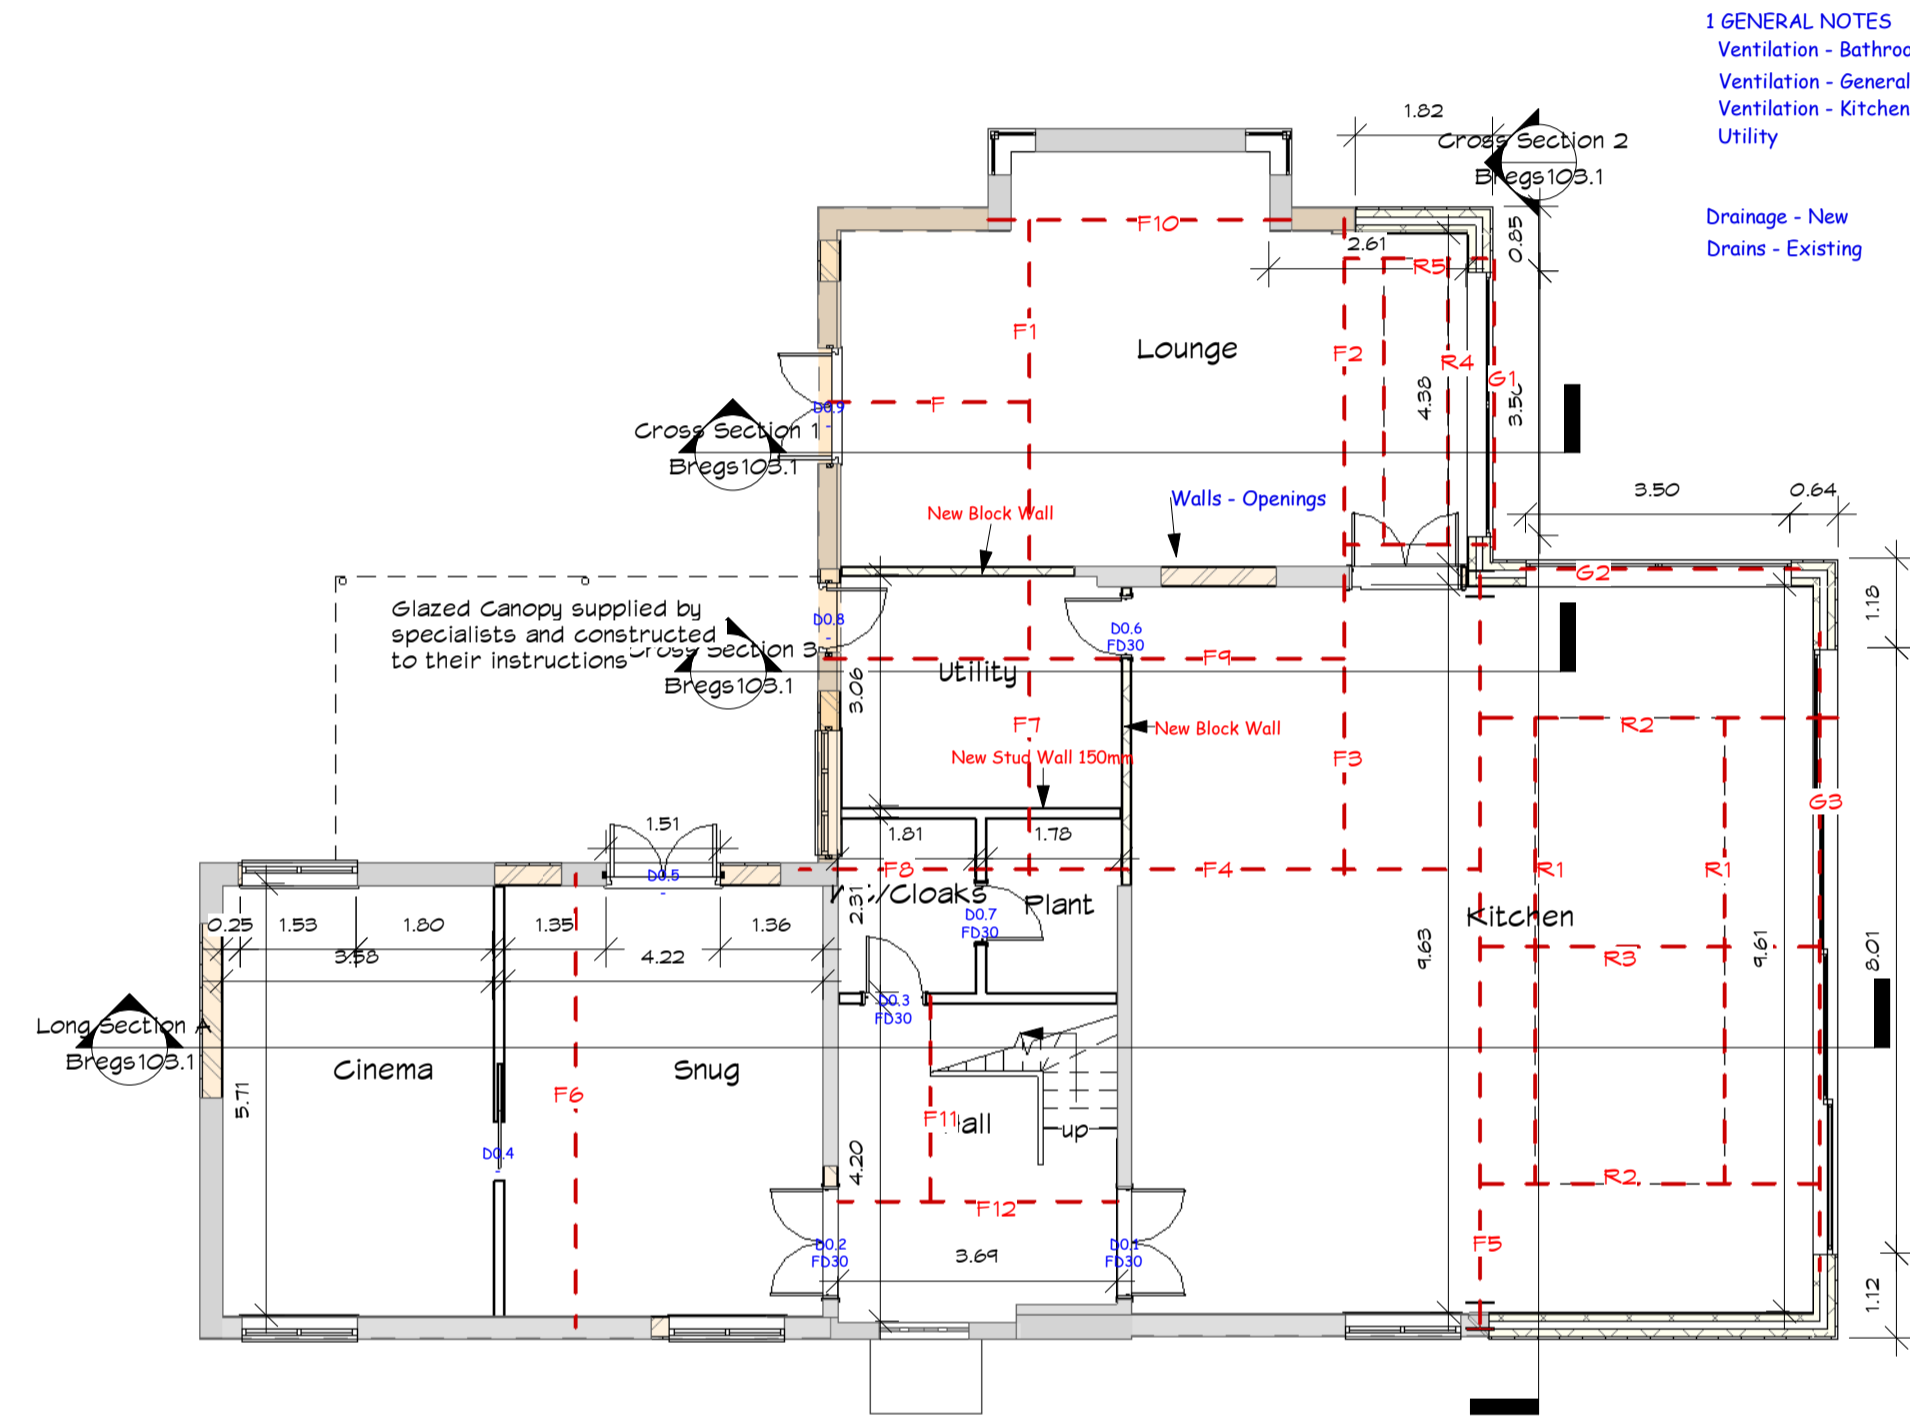 1 GENERAL NOTES
Ventilation - Bathroo
Ventilation - General
Ventilation - Kitchen
Utility
Drainage - New
Drains - Existing
1.82
Cross Section 2
Bregs103.1
0.85
F10
2.61
R5
F1
Lounge
F2
R4
G1
4.38
3.50
F
D0.9
-
Cross Section 1
Bregs103.1
Walls - Openings
New Block Wall
3.50
0.64
G2
1.18
Glazed Canopy supplied by
specialists and constructed
to their instructions
D0.8
-
Cross Section 3
Bregs103.1
D0.6
FD30
F9
Utility
3.06
F7
New Block Wall
New Stud Wall 150mm
F3
R2
G3
1.51
1.81
1.78
F8
F4
R1
R1
D0.5
-
/Cloaks
Plant
2.31
D0.7
FD30
Kitchen
0.25
1.53
1.80
1.35
1.36
3.58
4.22
9.63
R3
9.61
8.01
D0.3
FD30
Long Section A
Bregs103.1
Cinema
Snug
5.71
F6
F11
all
up
4.20
D0.4
-
R2
F12
D0.2
FD30
D0.1
FD30
3.69
F5
1.12